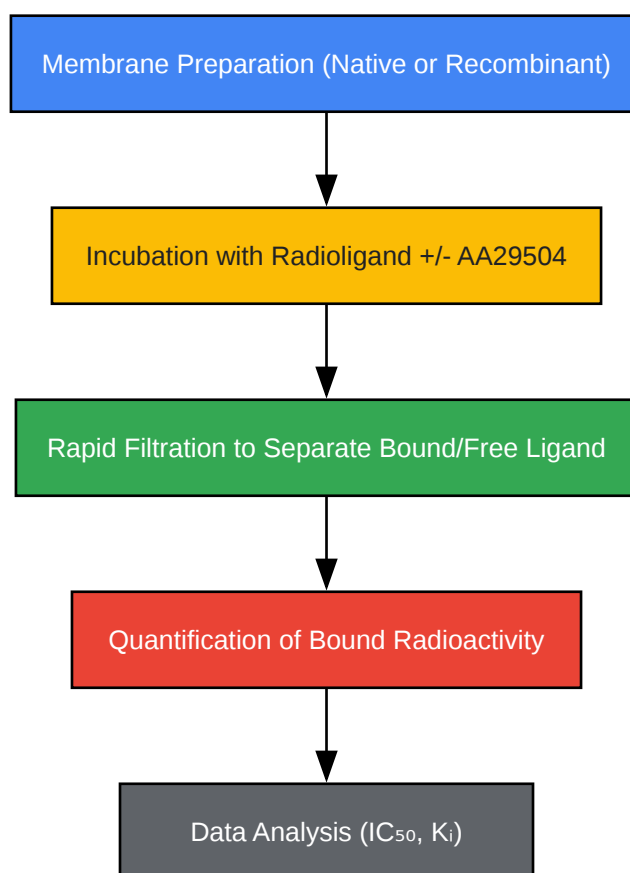 Membrane Preparation (Native or Recombinant)
Incubation with Radioligand +/- AA29504
Rapid Filtration to Separate Bound/Free Ligand
Quantification of Bound Radioactivity
Data Analysis (IC₅₀, Kᵢ)